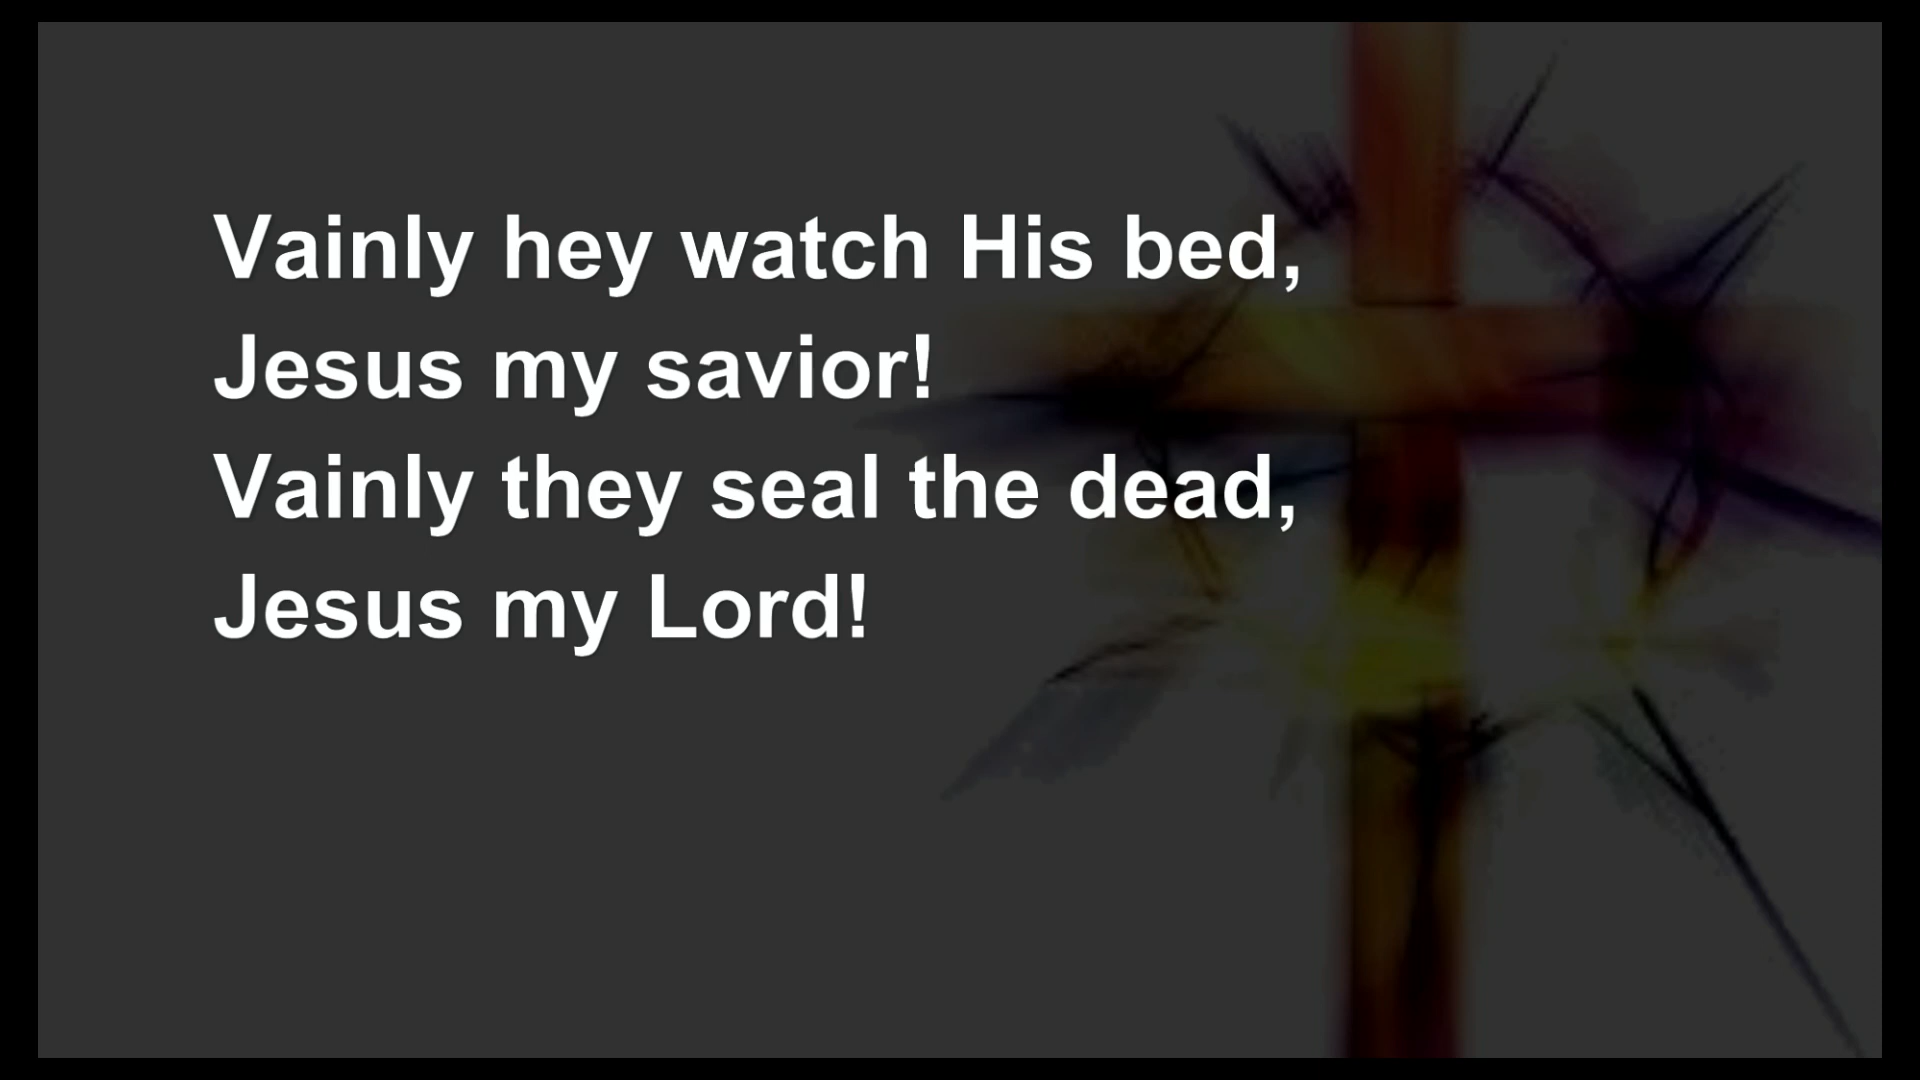 Vainly hey watch His bed,
Jesus my savior!
Vainly they seal the dead,
Jesus my Lord!